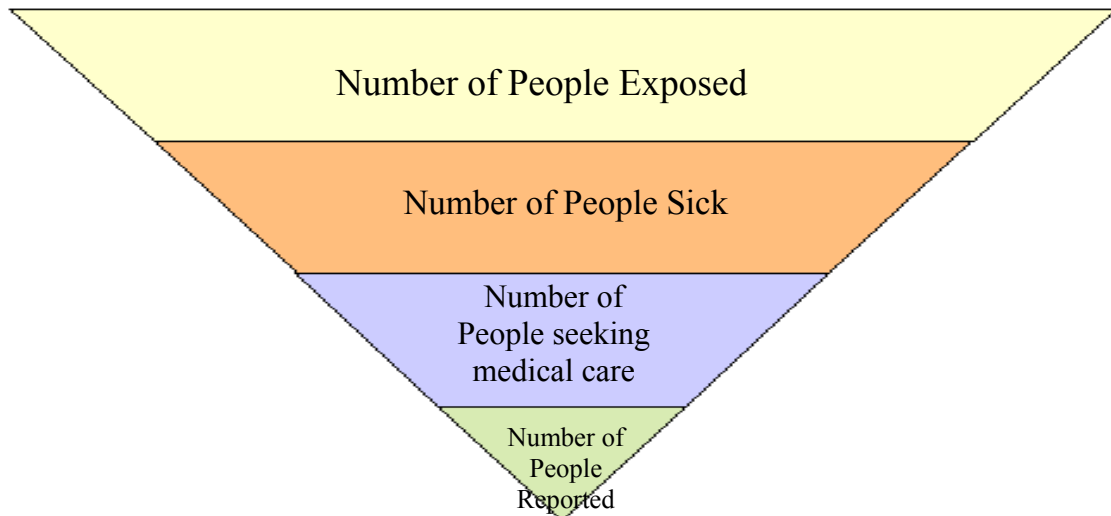 Number of People Exposed
Number of People Sick
Number of
People seeking
medical care
Number of
People
Reported